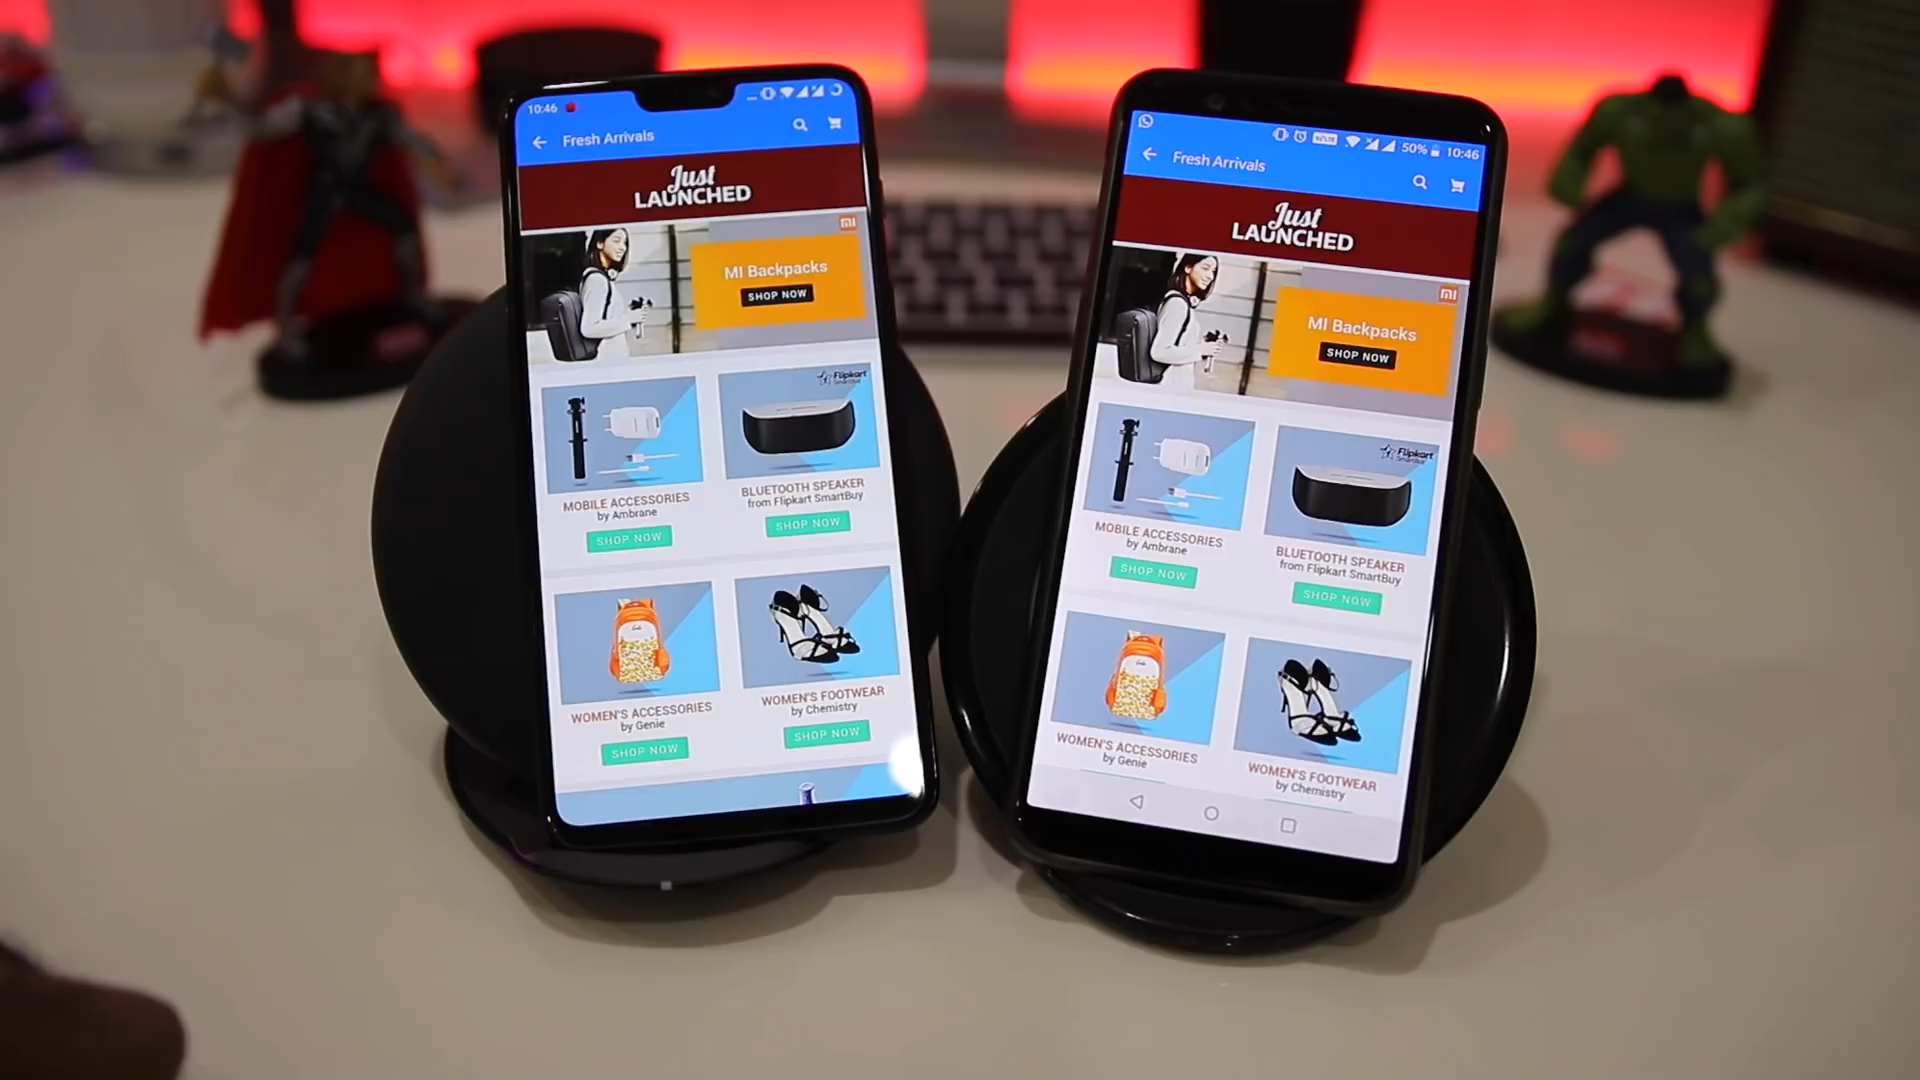 10:46
Fresh Arrivals
Just
LAUNCHED
MI
MI Backpacks
SHOP NOW
Flipkart
SmartBuy
MOBILE ACCESSORIES
by Ambrane
SHOP NOW
BLUETOOTH SPEAKER
from Flipkart SmartBuy
SHOP NOW
WOMEN'S ACCESSORIES
by Genie
SHOP NOW
WOMEN'S FOOTWEAR
by Chemistry
SHOP NOW
50% 10:46
Fresh Arrivals
Just
LAUNCHED
MI
MI Backpacks
SHOP NOW
Flipkart
SmartBuy
MOBILE ACCESSORIES
by Ambrane
SHOP NOW
BLUETOOTH SPEAKER
from Flipkart SmartBuy
SHOP NOW
WOMEN'S ACCESSORIES
by Genie
WOMEN'S FOOTWEAR
by Chemistry